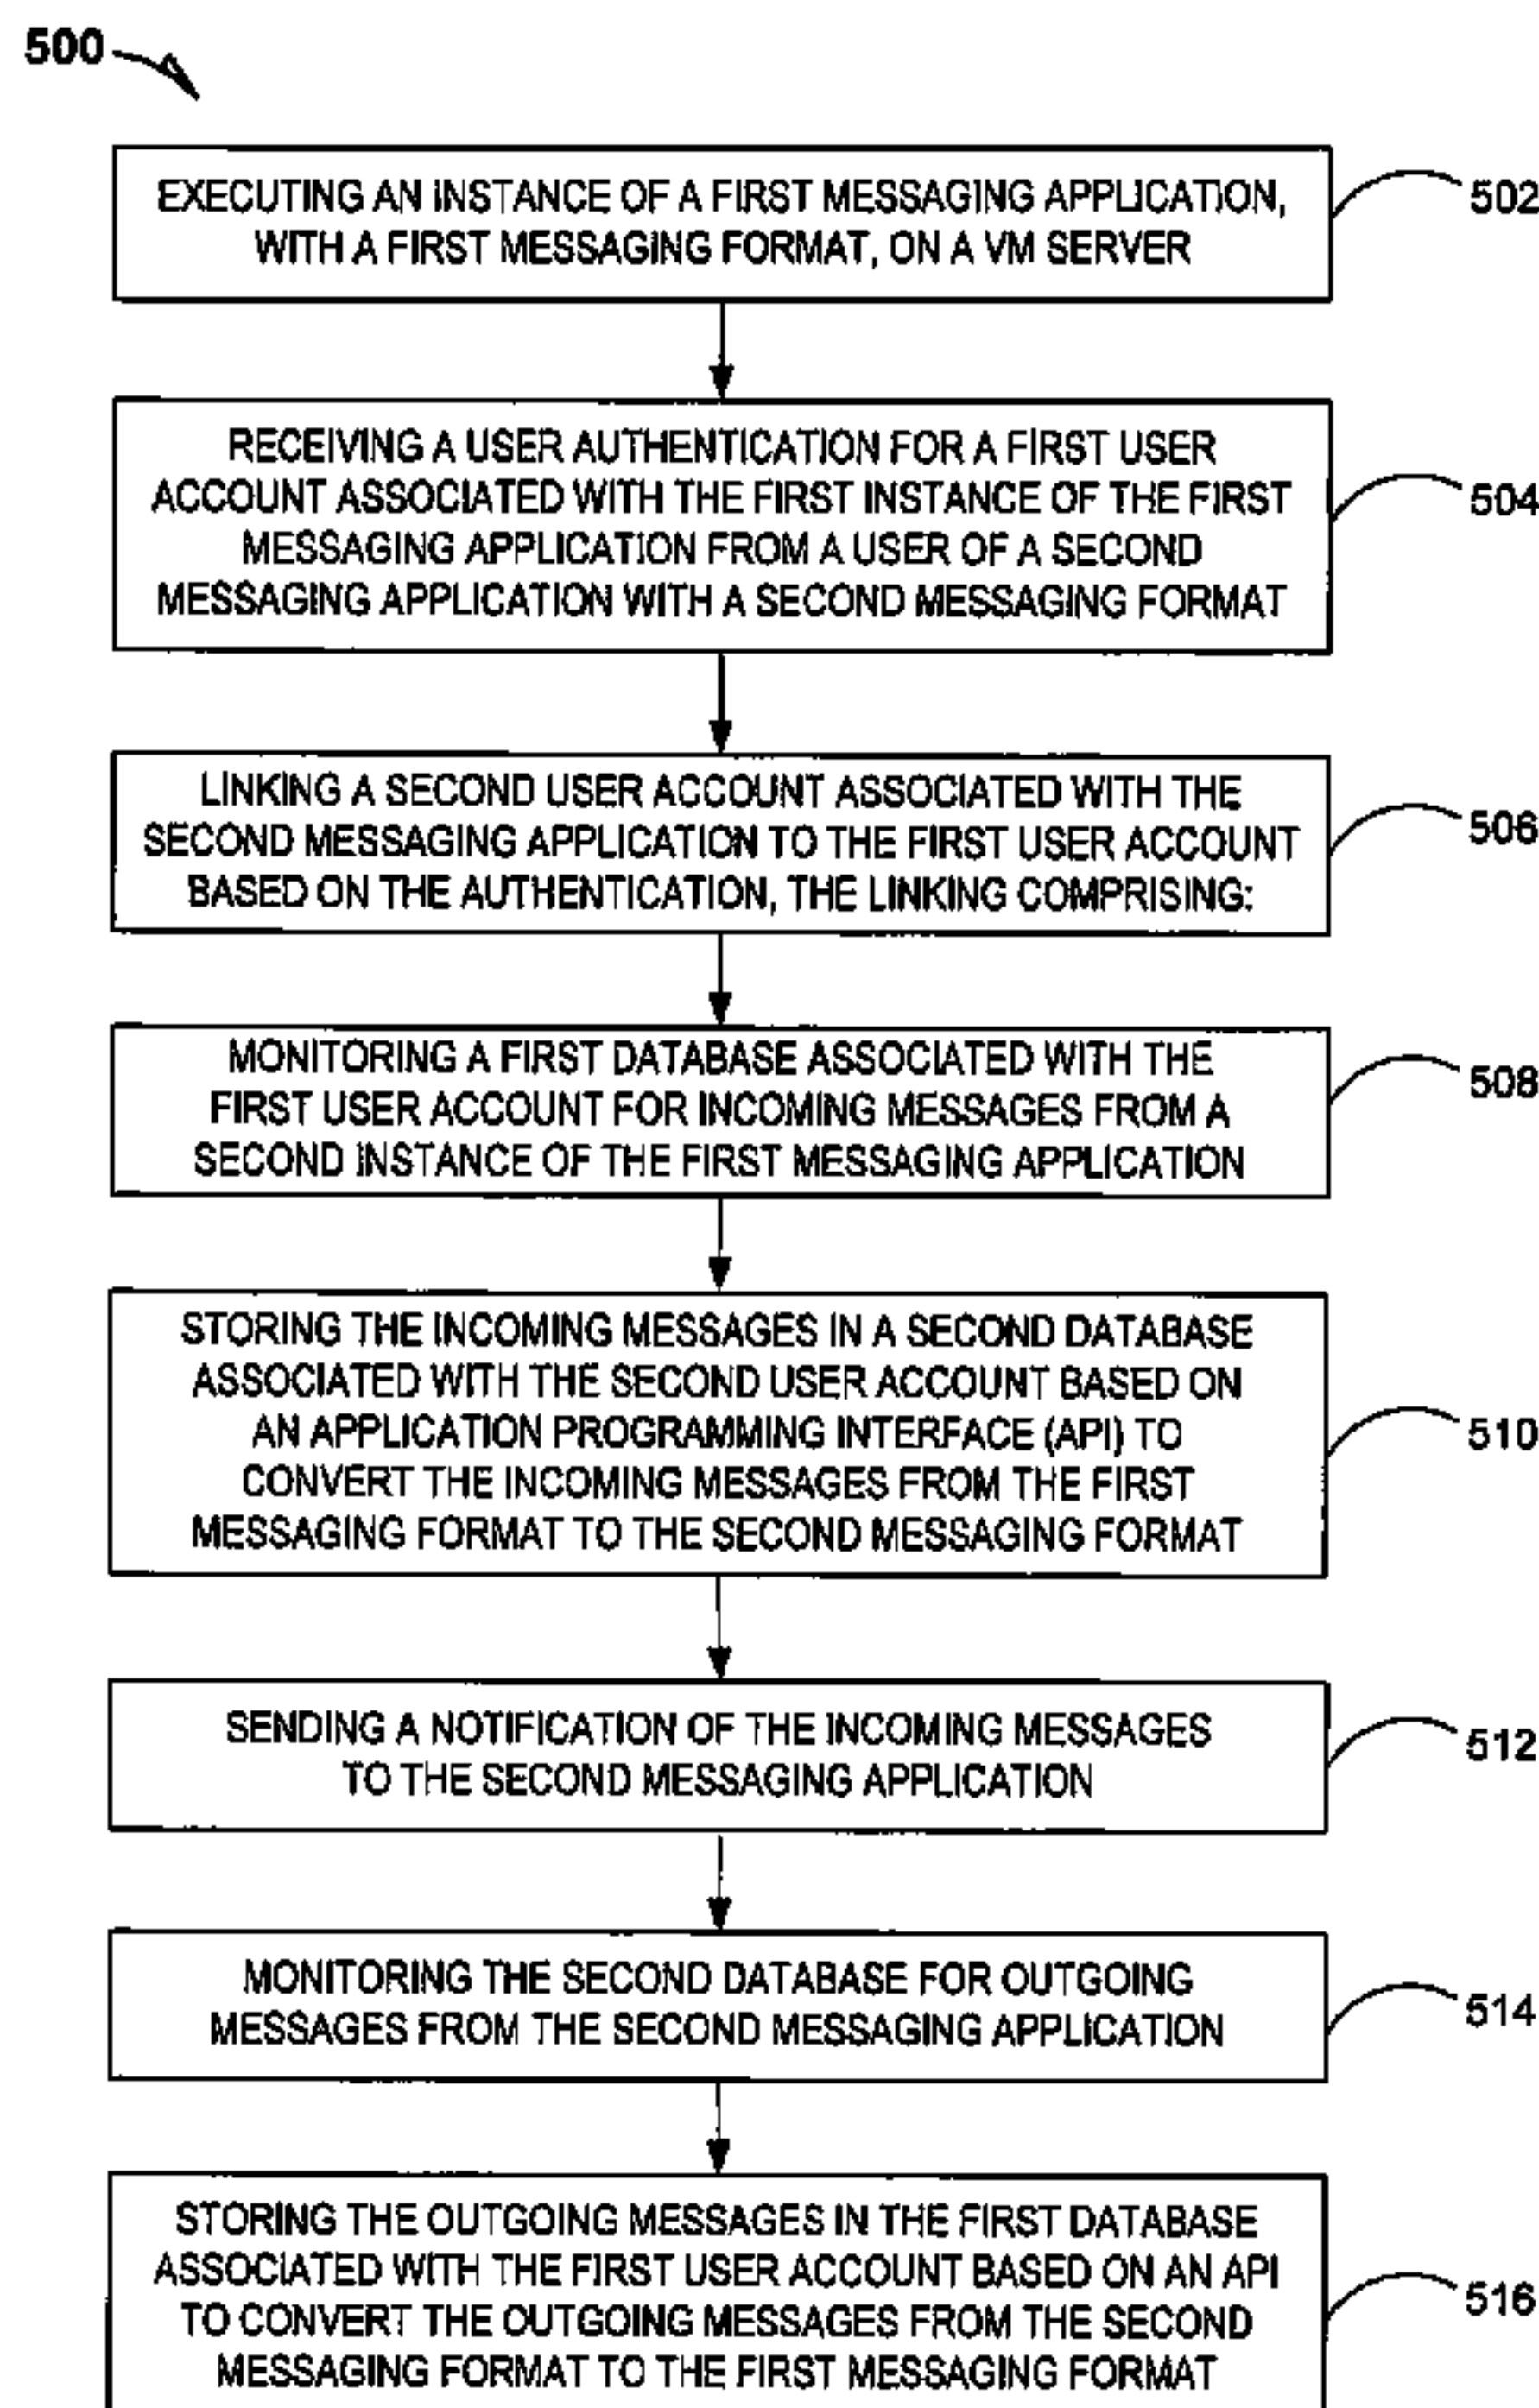 500
EXECUTING AN INSTANCE OF A FIRST MESSAGING APPLICATION,
WITH A FIRST MESSAGING FORMAT, ON A VM SERVER
502
RECEIVING A USER AUTHENTICATION FOR A FIRST USER
ACCOUNT ASSOCIATED WITH THE FIRST INSTANCE OF THE FIRST
MESSAGING APPLICATION FROM A USER OF A SECOND
MESSAGING APPLICATION WITH A SECOND MESSAGING FORMAT
504
LINKING A SECOND USER ACCOUNT ASSOCIATED WITH THE
SECOND MESSAGING APPLICATION TO THE FIRST USER ACCOUNT
BASED ON THE AUTHENTICATION, THE LINKING COMPRISING:
506
MONITORING A FIRST DATABASE ASSOCIATED WITH THE
FIRST USER ACCOUNT FOR INCOMING MESSAGES FROM A
SECOND INSTANCE OF THE FIRST MESSAGING APPLICATION
508
STORING THE INCOMING MESSAGES IN A SECOND DATABASE
ASSOCIATED WITH THE SECOND USER ACCOUNT BASED ON
AN APPLICATION PROGRAMMING INTERFACE (API) TO
CONVERT THE INCOMING MESSAGES FROM THE FIRST
MESSAGING FORMAT TO THE SECOND MESSAGING FORMAT
510
SENDING A NOTIFICATION OF THE INCOMING MESSAGES
TO THE SECOND MESSAGING APPLICATION
512
MONITORING THE SECOND DATABASE FOR OUTGOING
MESSAGES FROM THE SECOND MESSAGING APPLICATION
514
STORING THE OUTGOING MESSAGES IN THE FIRST DATABASE
ASSOCIATED WITH THE FIRST USER ACCOUNT BASED ON AN API
TO CONVERT THE OUTGOING MESSAGES FROM THE SECOND
MESSAGING FORMAT TO THE FIRST MESSAGING FORMAT
516